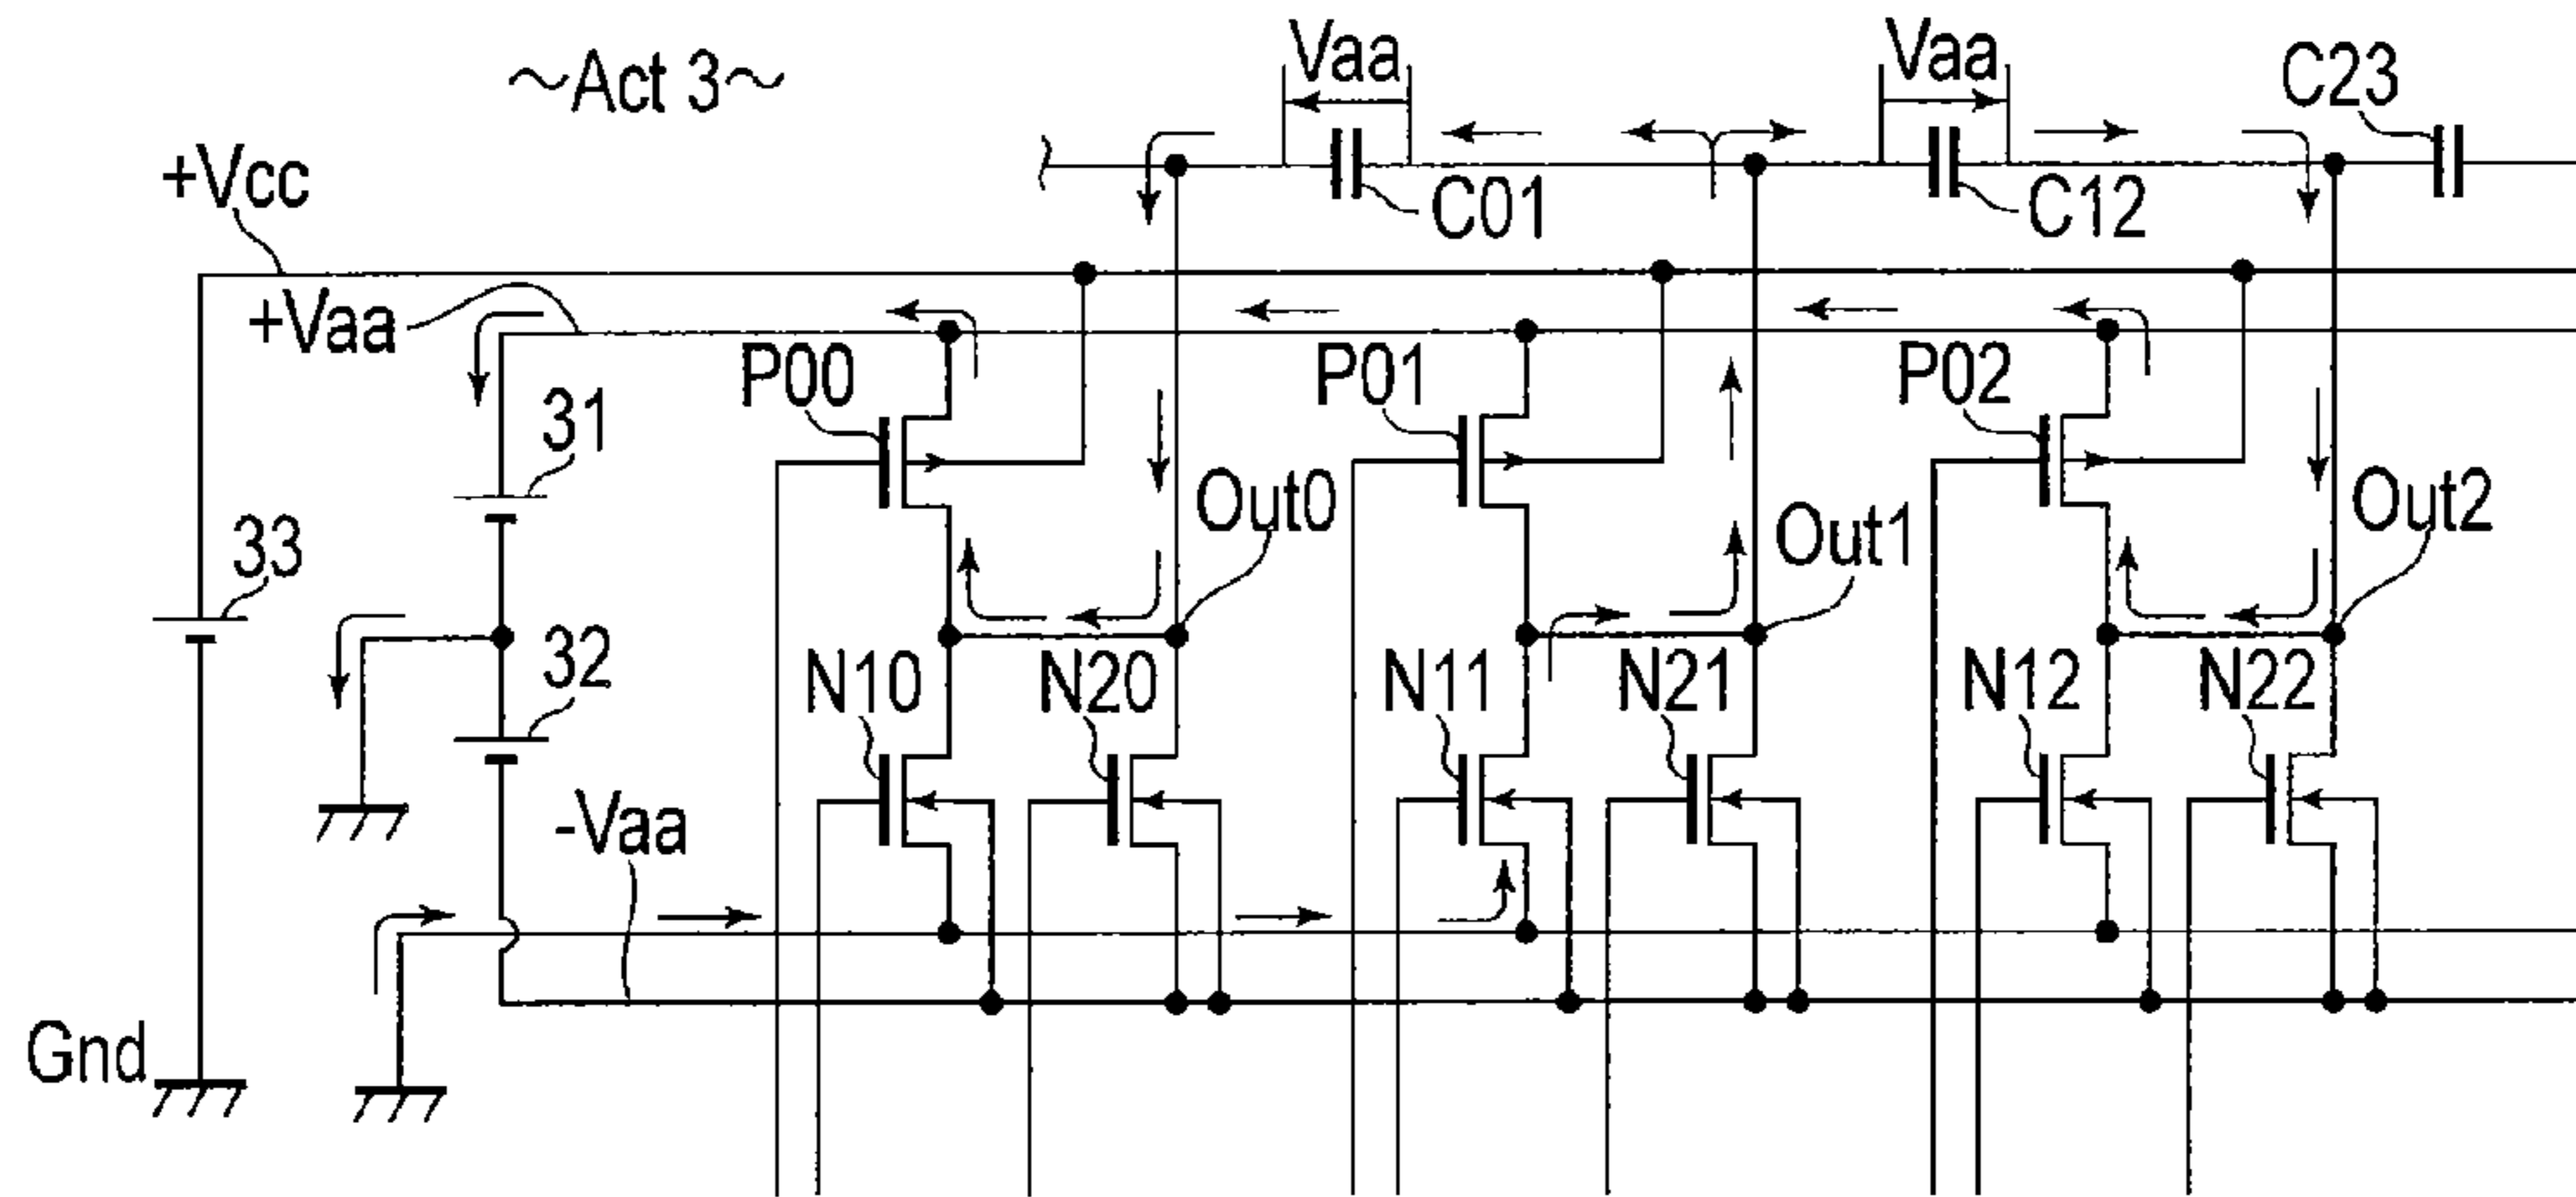 ~Act 3~
Vaa
Vaa
C23
+Vcc
C01
C12
+Vaa
P00
P01
P02
31
33
Out0
Out1
Out2
32
N10
N20
N11
N21
N12
N22
-Vaa
Gnd